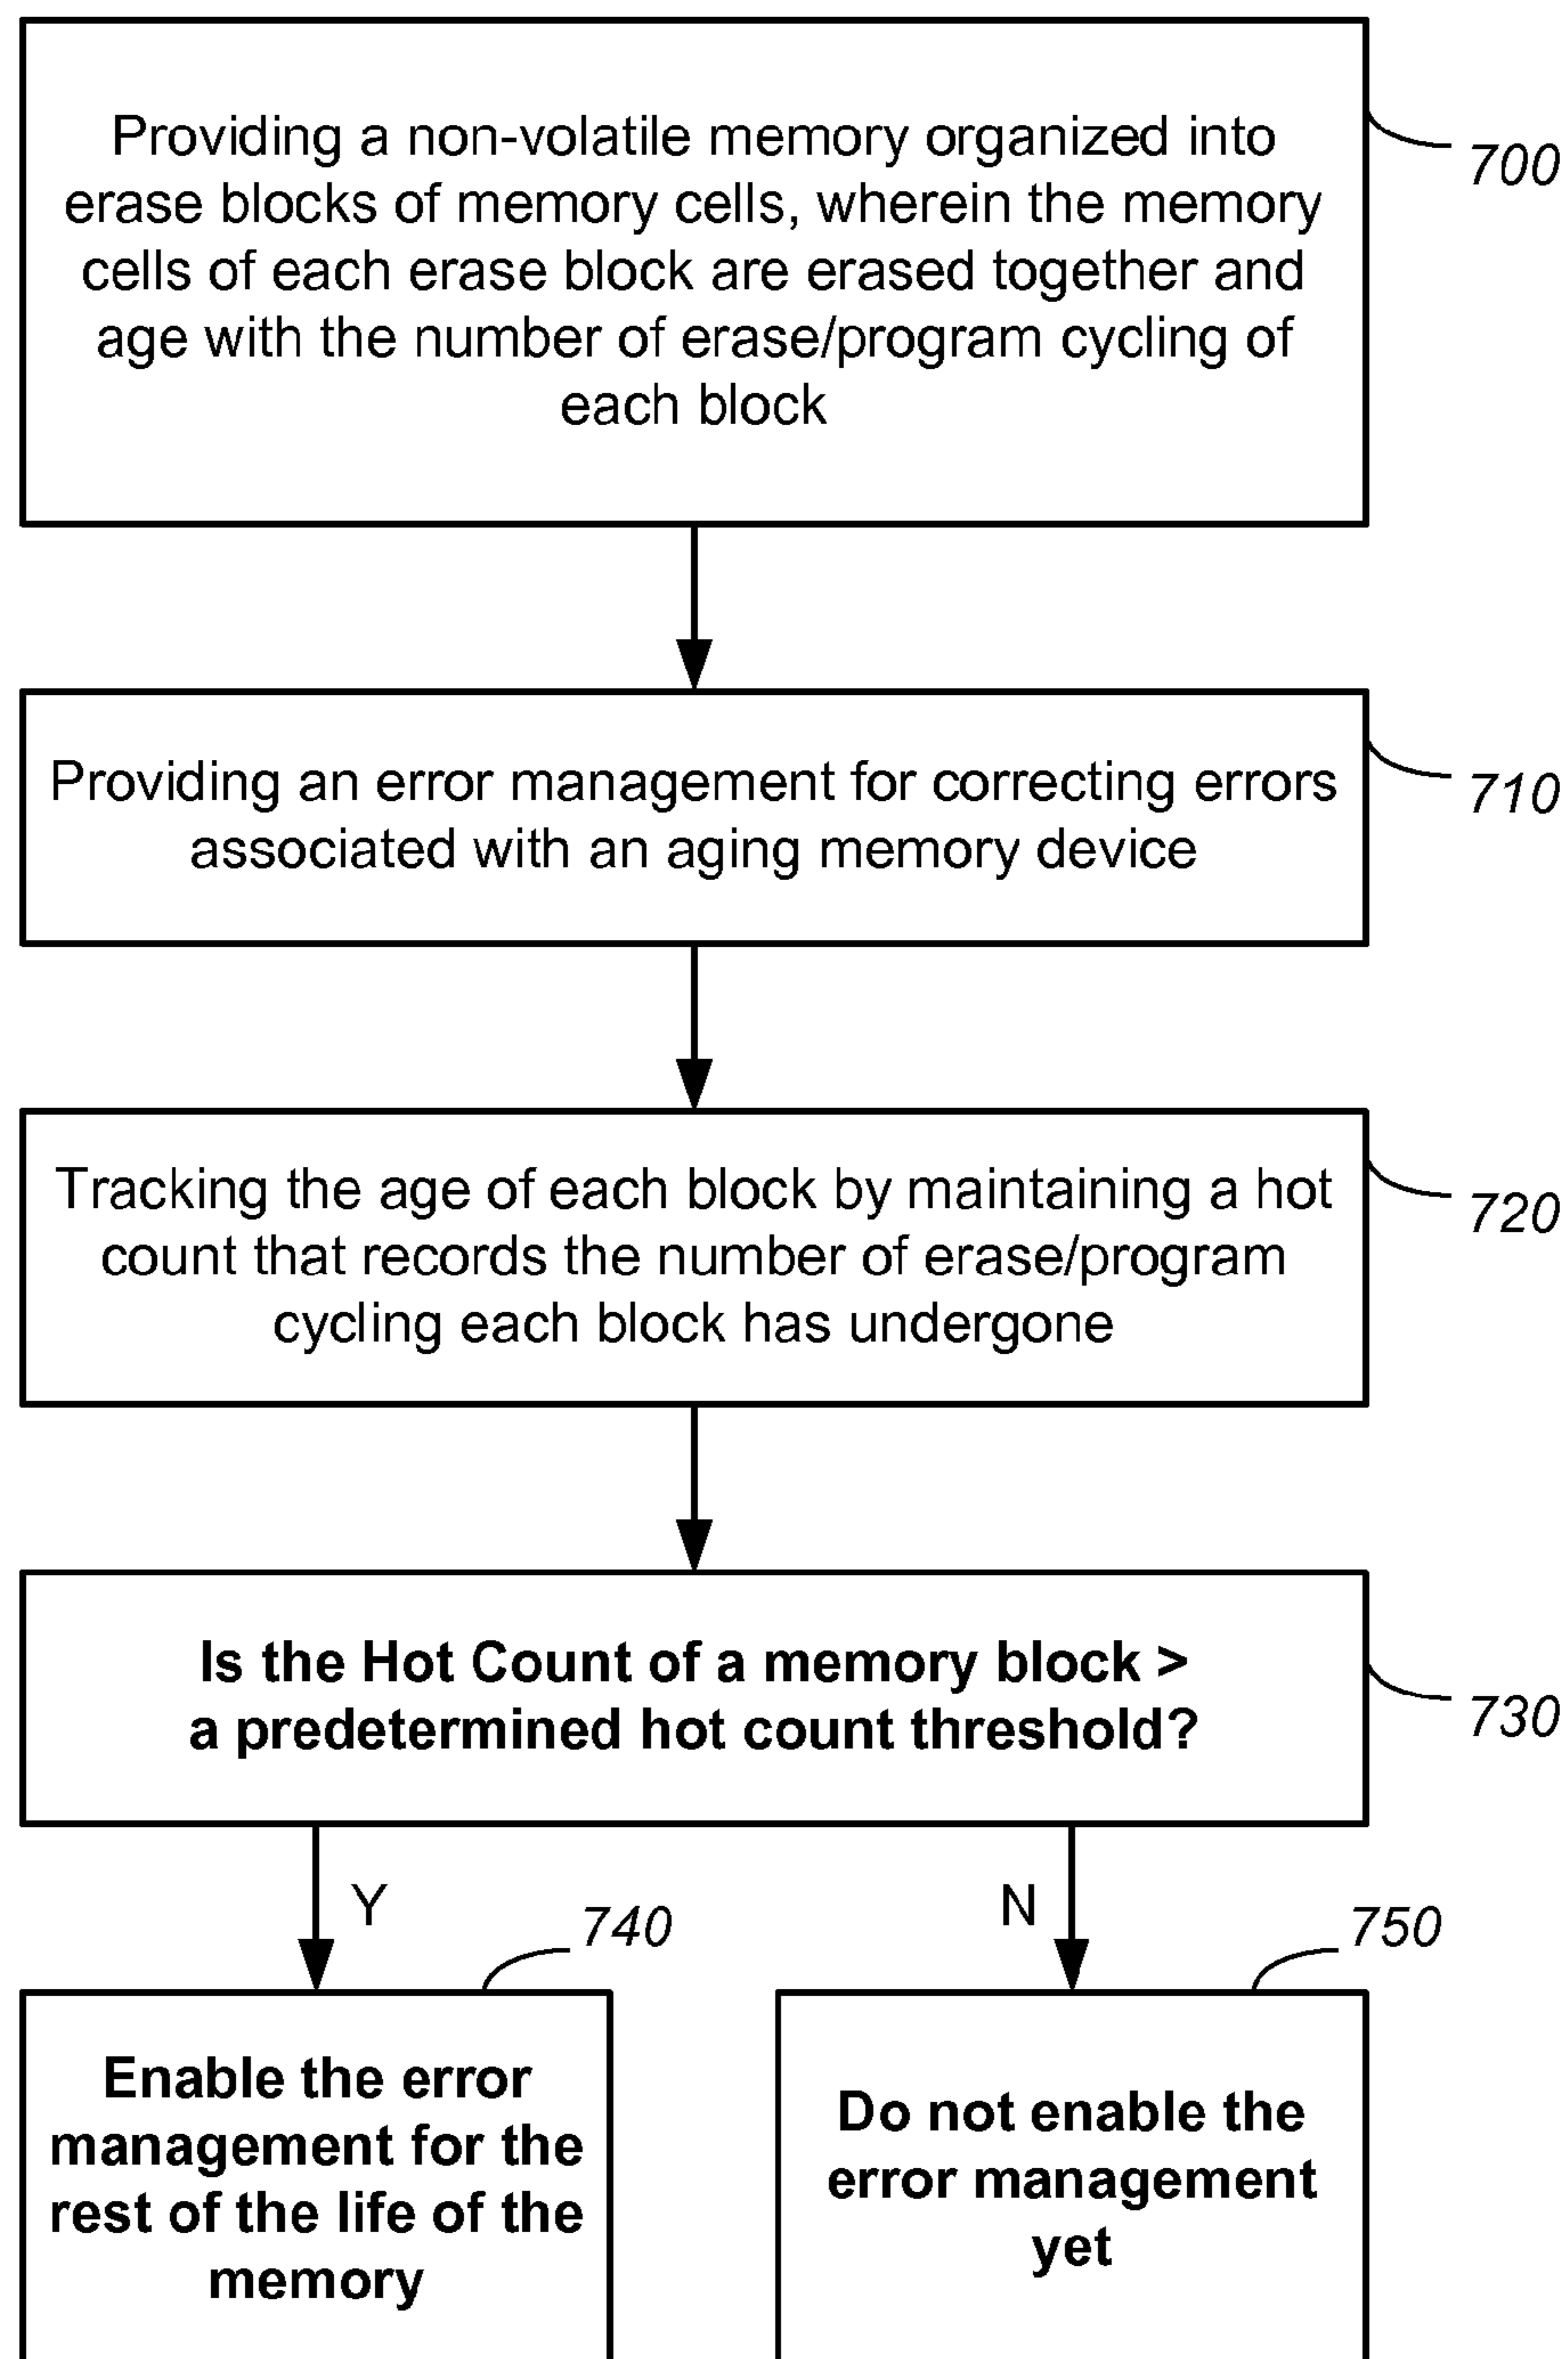 Providing a non-volatile memory organized into
erase blocks of memory cells, wherein the memory
cells of each erase block are erased together and
age with the number of erase/program cycling of
each block
700
Providing an error management for correcting errors
associated with an aging memory device
710
Tracking the age of each block by maintaining a hot
count that records the number of erase/program
cycling each block has undergone
720
Is the Hot Count of a memory block >
a predetermined hot count threshold?
730
Y
740
N
750
Enable the error
management for the
rest of the life of the
memory
Do not enable the
error management
yet